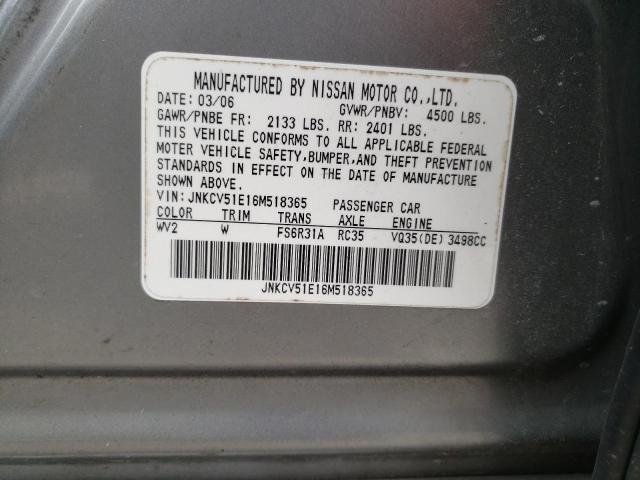 MANUFACTURED BY NISSAN MOTOR CO.,LTD.
DATE: 03/06 GVWR/PNBV: 4500 LBS.
GAWR/PNBE FR: 2133 LBS. RR: 2401 LBS.
THIS VEHICLE CONFORMS TO ALL APPLICABLE FEDERAL
MOTER VEHICLE SAFETY,BUMPER,AND THEFT PREVENTION
STANDARDS IN EFFECT ON THE DATE OF MANUFACTURE
SHOWN ABOVE.
VIN:JNKCV51E16M518365 PASSENGER CAR
COLOR TRIM TRANS AXLE ENGINE
WV2 W FS6R31A RC35 VQ35(DE) 3498CC
JNKCV51E16M518365